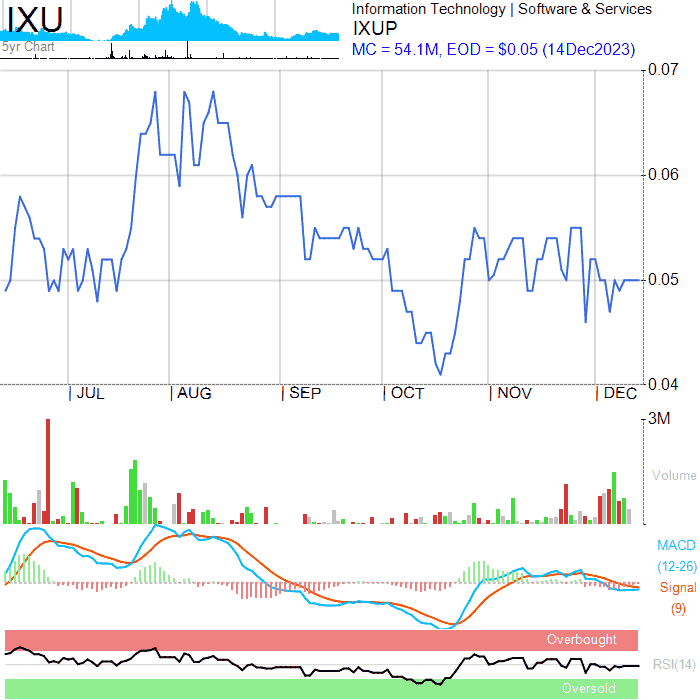 IXU
5yr Chart
Information Technology | Software & Services
IXUP
MC = 54.1M, EOD = $0.05 (14Dec2023)
0.07
0.06
0.05
0.04
JUL
AUG
SEP
OCT
NOV
DEC
3M
Volume
MACD
(12-26)
Signal
(9)
Overbought
RSI(14)
Oversold